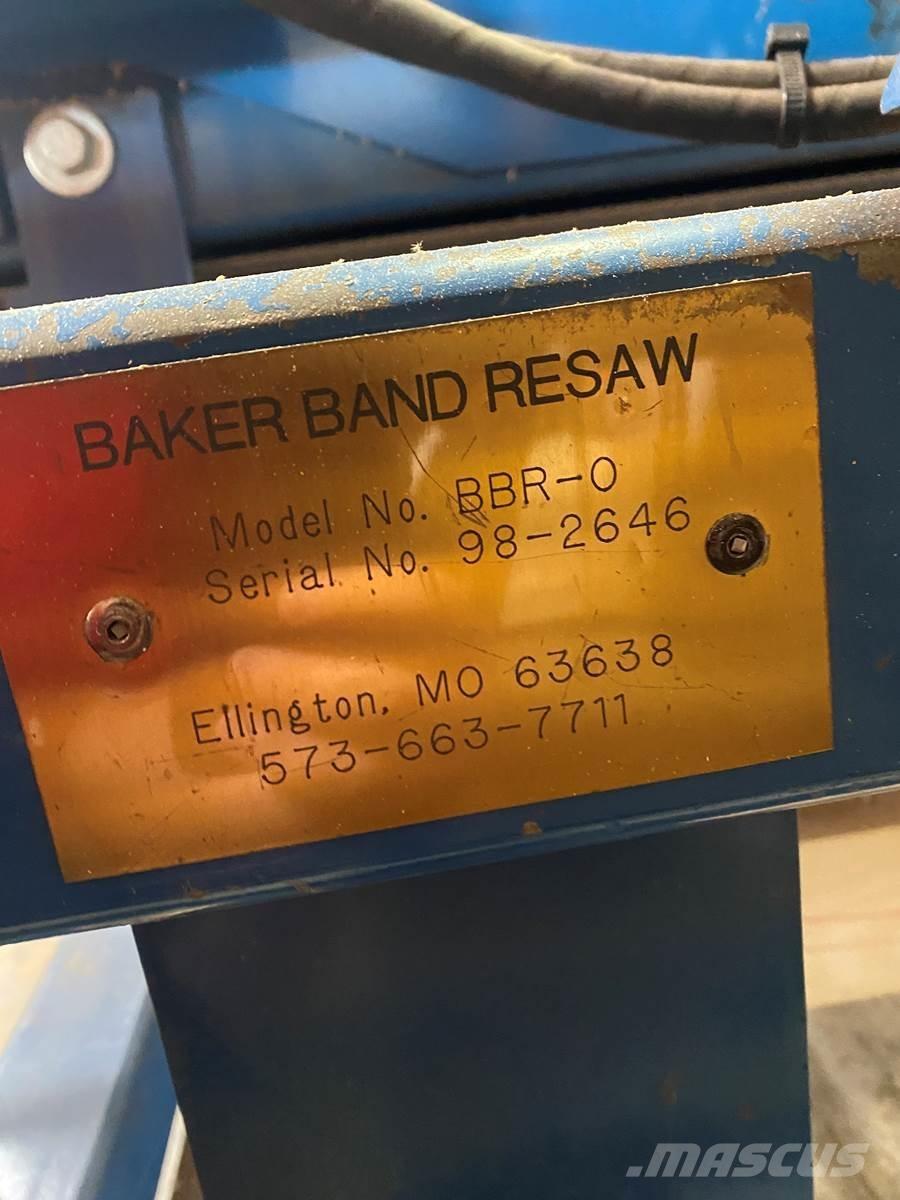 BAKER BAND RESAW
Model No. BBR-0
Serial No. 98-2646
Ellington, MO 63638
573-663-7711
.MASCUS